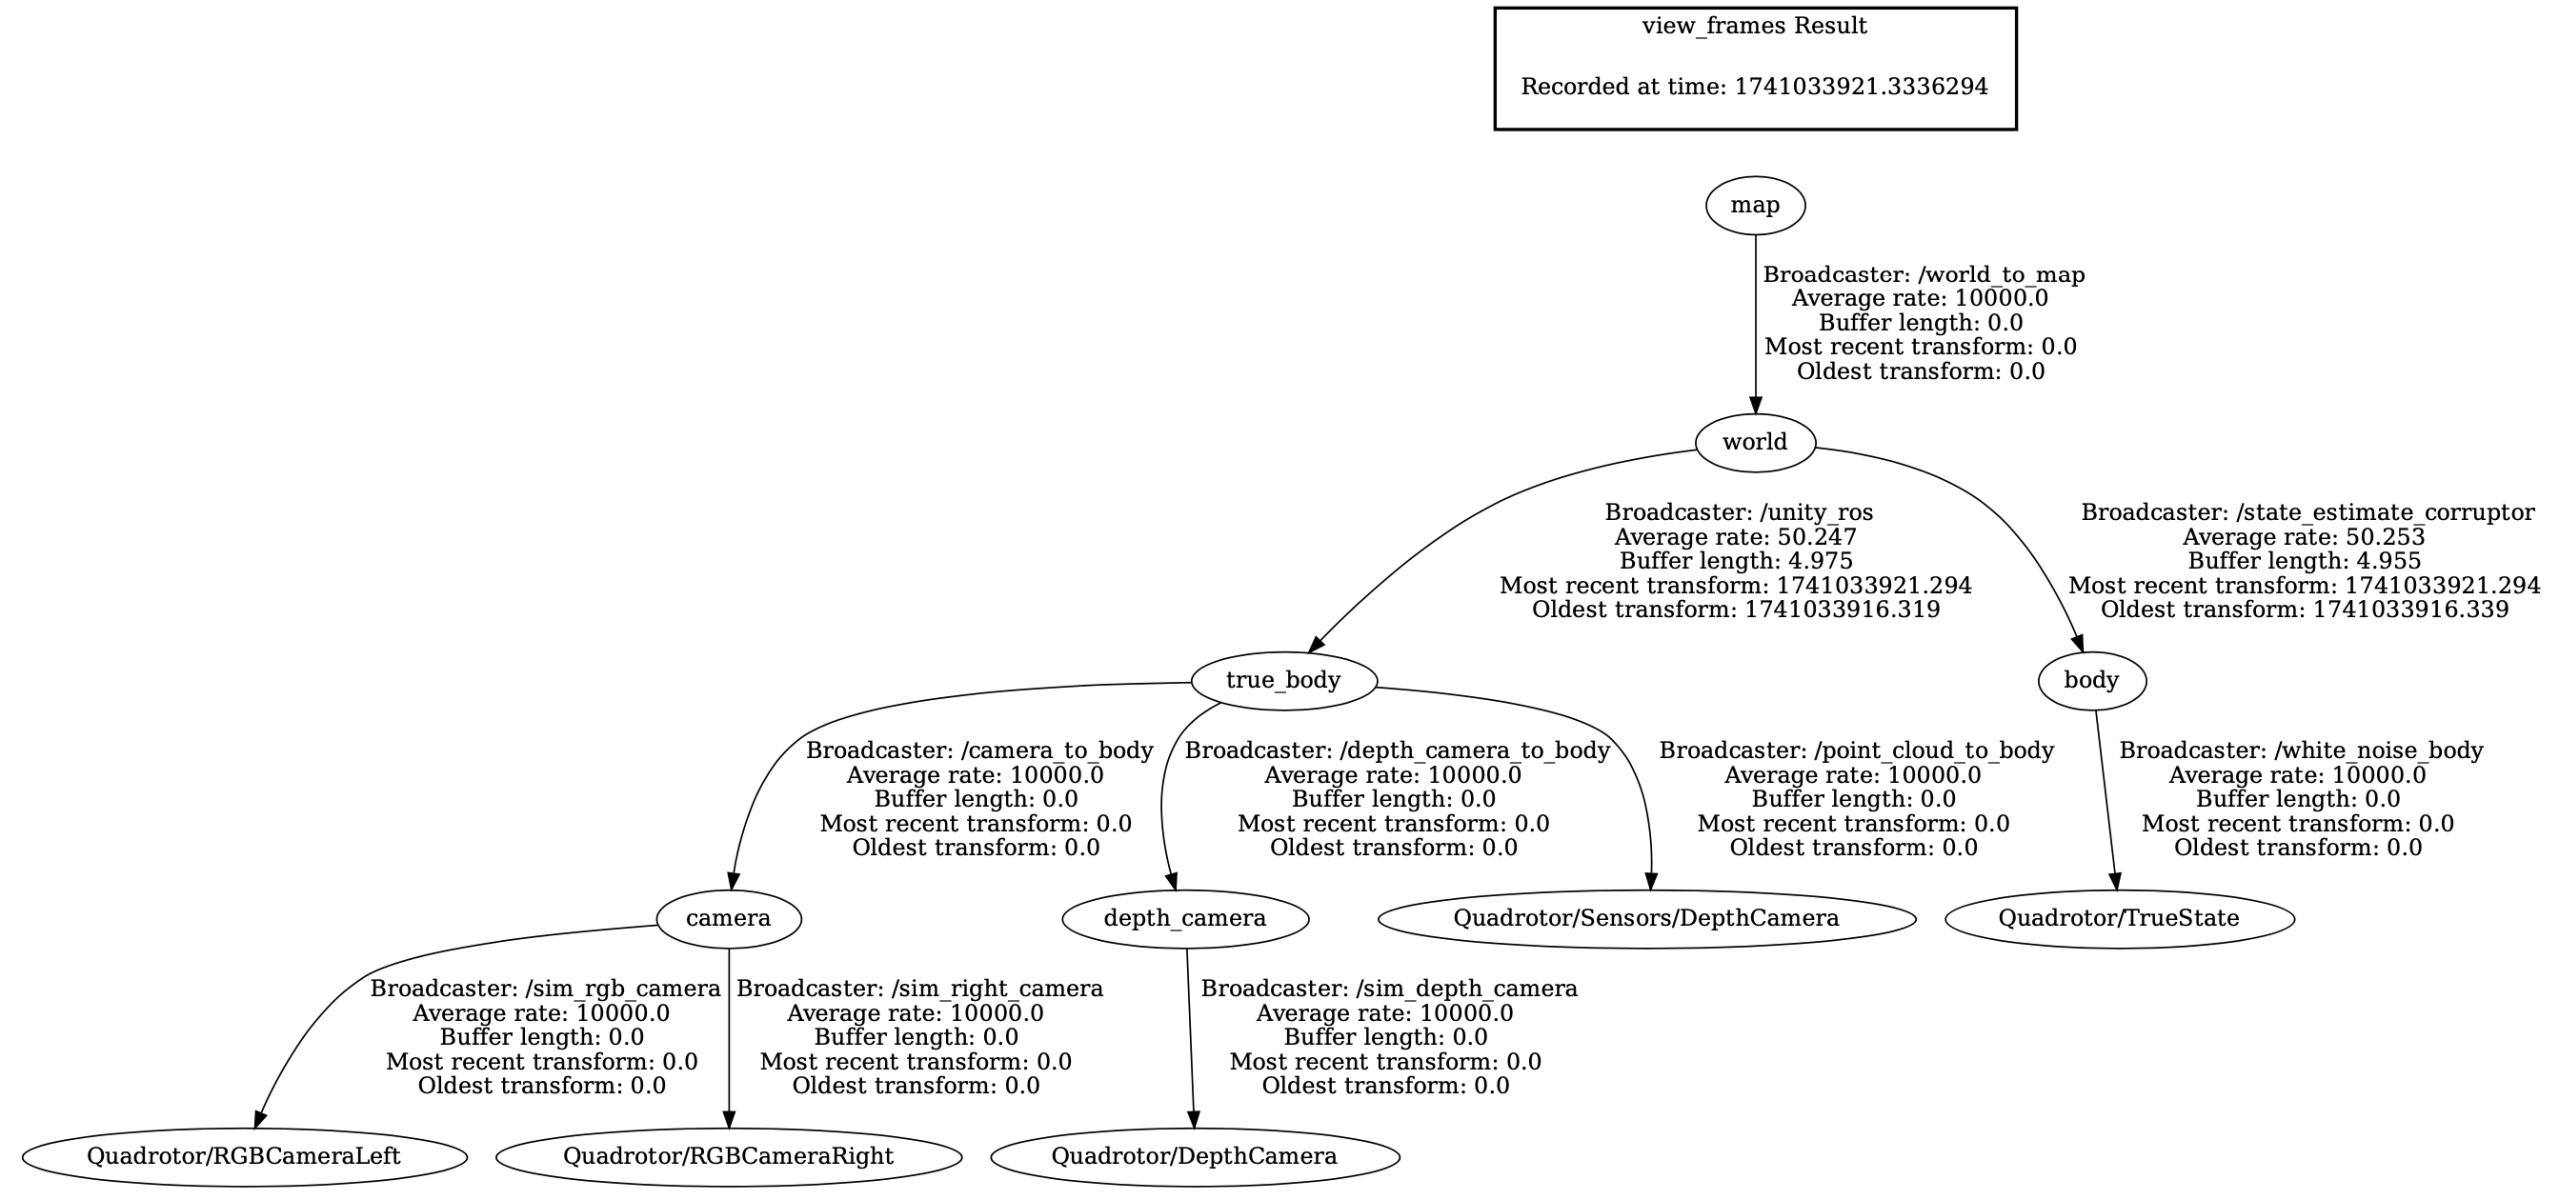 view_frames Result
Recorded at time: 1741033921.3336294
map
Broadcaster: /world_to_map
Average rate: 10000.0
Buffer length: 0.0
Most recent transform: 0.0
Oldest transform: 0.0
world
Broadcaster: /unity_ros
Average rate: 50.247
Buffer length: 4.975
Most recent transform: 1741033921.294
Oldest transform: 1741033916.319
Broadcaster: /state_estimate_corruptor
Average rate: 50.253
Buffer length: 4.955
Most recent transform: 1741033921.294
Oldest transform: 1741033916.339
true_body
body
Broadcaster: /camera_to_body
Average rate: 10000.0
Buffer length: 0.0
Most recent transform: 0.0
Oldest transform: 0.0
Broadcaster: /depth_camera_to_body
Average rate: 10000.0
Buffer length: 0.0
Most recent transform: 0.0
Oldest transform: 0.0
Broadcaster: /point_cloud_to_body
Average rate: 10000.0
Buffer length: 0.0
Most recent transform: 0.0
Oldest transform: 0.0
Broadcaster: /white_noise_body
Average rate: 10000.0
Buffer length: 0.0
Most recent transform: 0.0
Oldest transform: 0.0
camera
depth_camera
Quadrotor/Sensors/DepthCamera
Quadrotor/TrueState
Broadcaster: /sim_rgb_camera
Average rate: 10000.0
Buffer length: 0.0
Most recent transform: 0.0
Oldest transform: 0.0
Broadcaster: /sim_right_camera
Average rate: 10000.0
Buffer length: 0.0
Most recent transform: 0.0
Oldest transform: 0.0
Broadcaster: /sim_depth_camera
Average rate: 10000.0
Buffer length: 0.0
Most recent transform: 0.0
Oldest transform: 0.0
Quadrotor/RGBCameraLeft
Quadrotor/RGBCameraRight
Quadrotor/DepthCamera